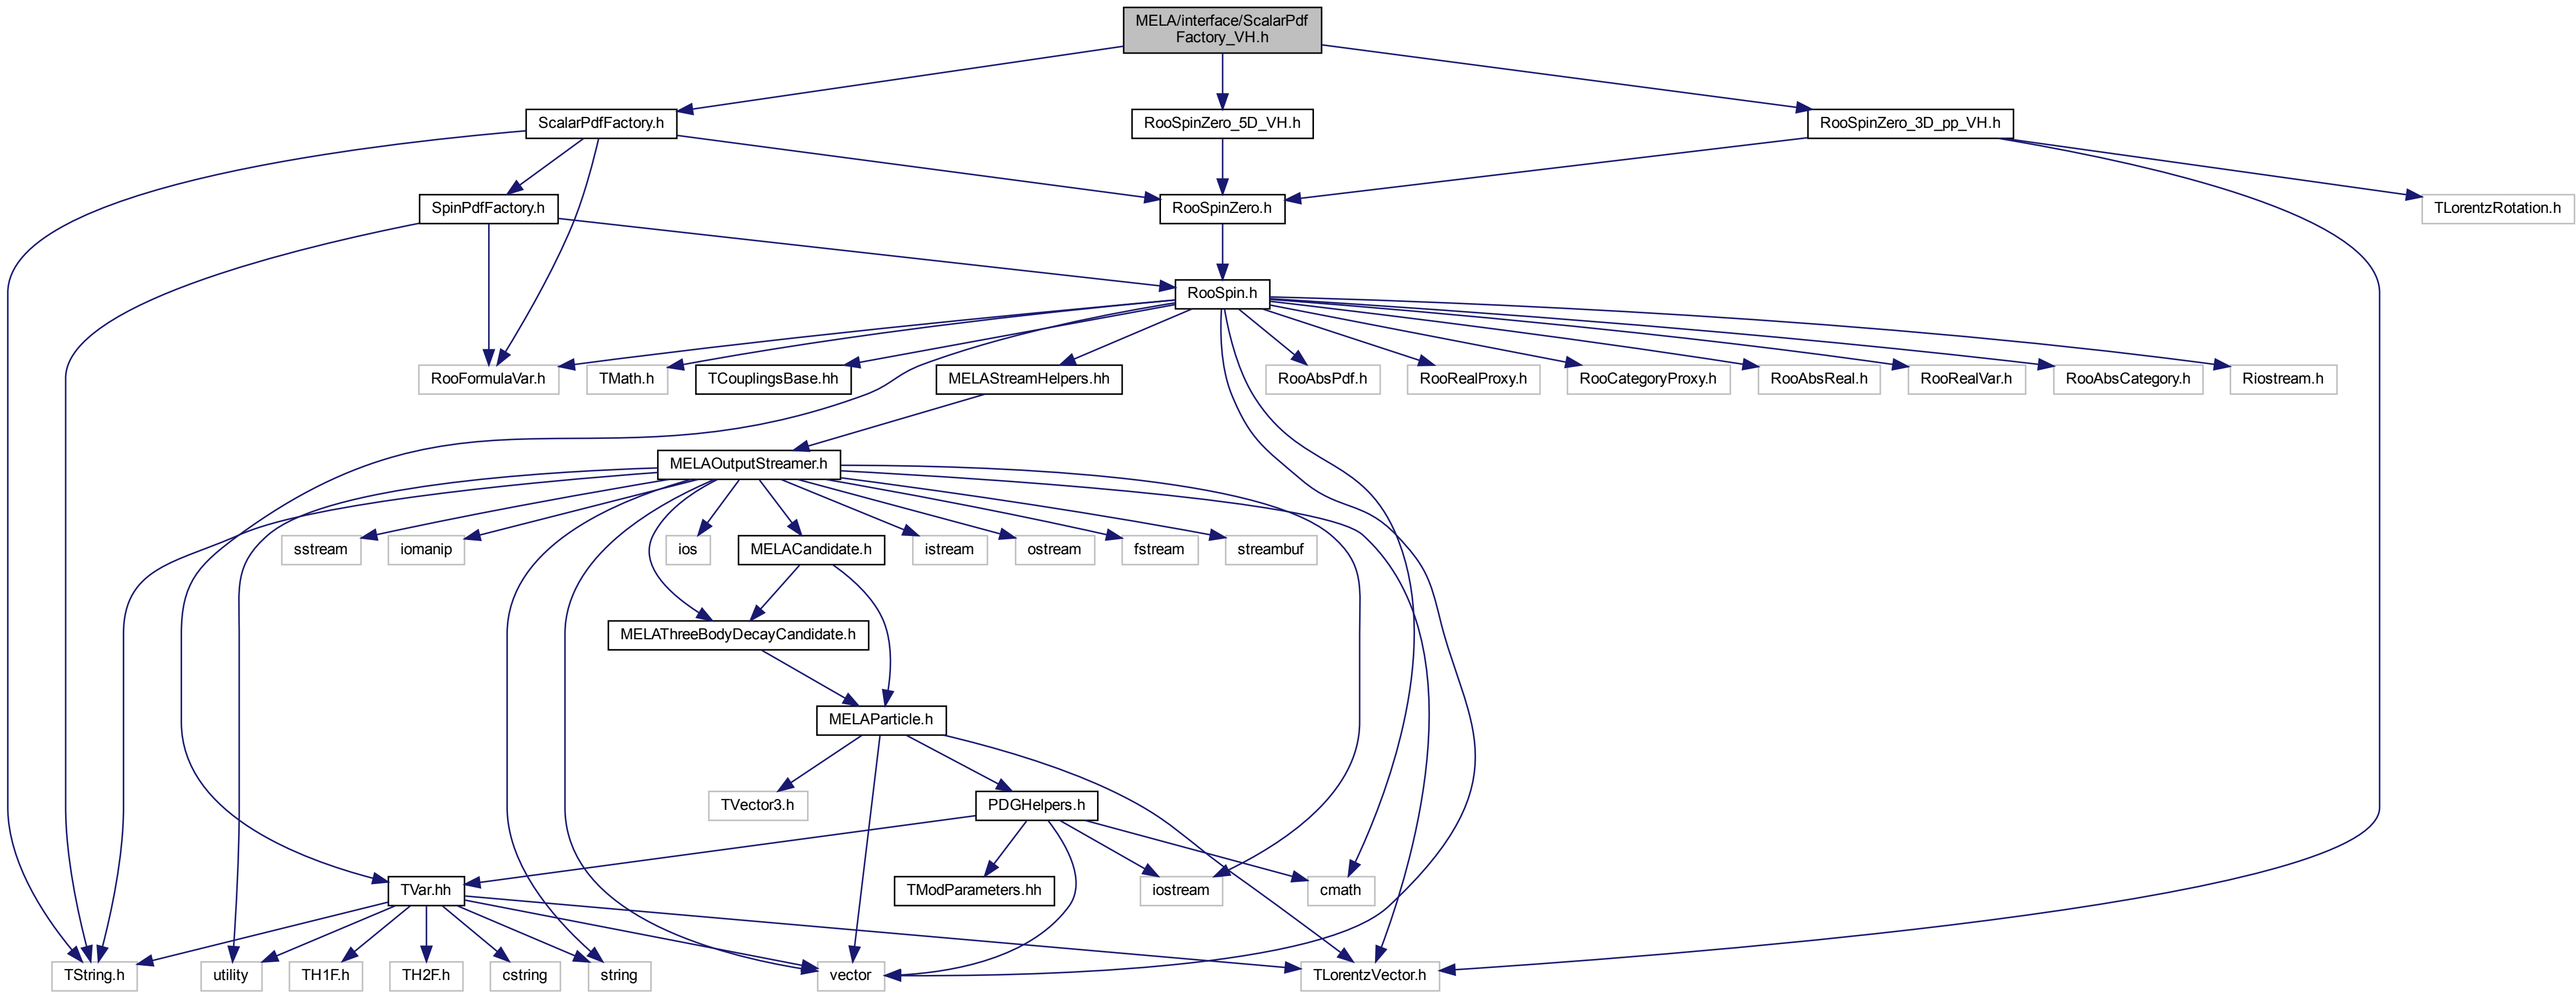 MELA/interface/ScalarPdf
Factory_VH.h
ScalarPdfFactory.h
RooSpinZero_5D_VH.h
RooSpinZero_3D_pp_VH.h
SpinPdfFactory.h
RooSpinZero.h
TLorentzRotation.h
RooSpin.h
RooFormulaVar.h
TMath.h
TCouplingsBase.hh
MELAStreamHelpers.hh
RooAbsPdf.h
RooRealProxy.h
RooCategoryProxy.h
RooAbsReal.h
RooRealVar.h
RooAbsCategory.h
Riostream.h
MELAOutputStreamer.h
sstream
iomanip
ios
MELACandidate.h
istream
ostream
fstream
streambuf
MELAThreeBodyDecayCandidate.h
MELAParticle.h
TVector3.h
PDGHelpers.h
TVar.hh
TModParameters.hh
iostream
cmath
TString.h
utility
TH1F.h
TH2F.h
cstring
string
vector
TLorentzVector.h